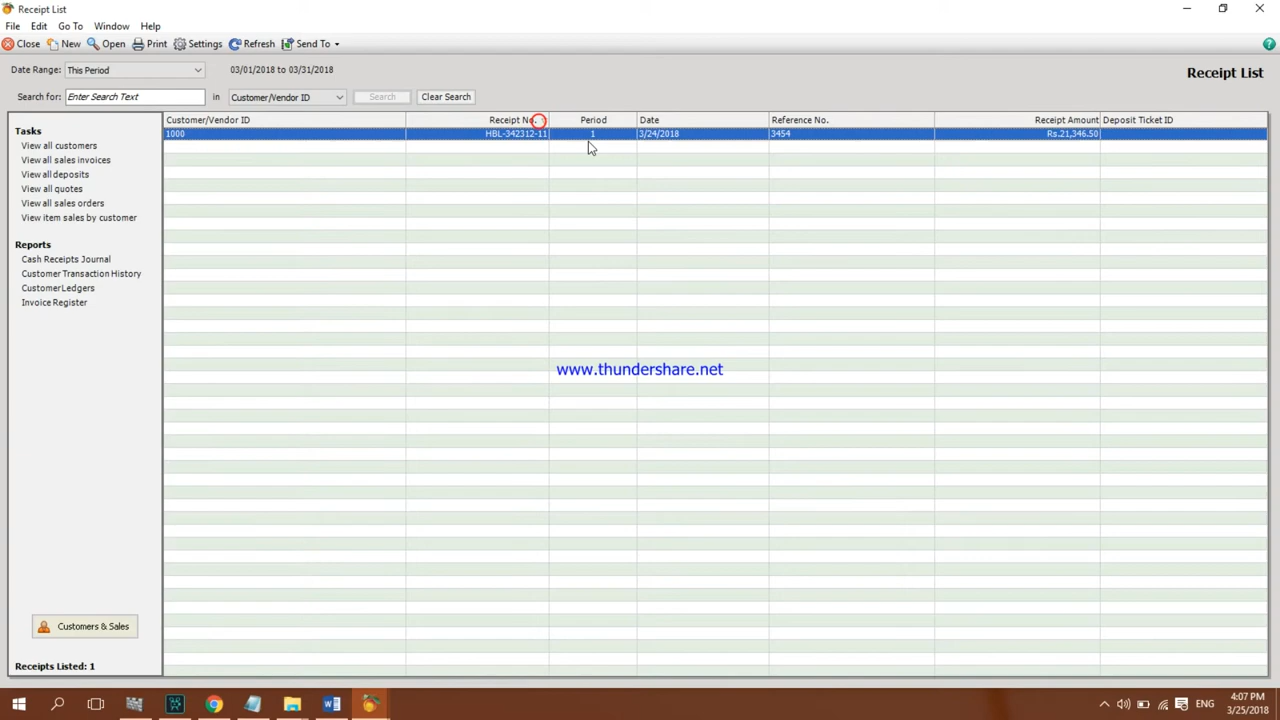 Receipt List
File Edit Go To Window Help
Close New Open Print Settings Refresh Send To
Date Range: This Period 03/01/2018 to 03/31/2018
Receipt List
Search for: Enter Search Text in Customer/Vendor ID Search Clear Search
Customer/Vendor ID Receipt No. Period Date Reference No. Receipt Amount Deposit Ticket ID
1000 HBL-342312-11 1 3/24/2018 3454 Rs.21,346.50
Tasks
View all customers
View all sales invoices
View all deposits
View all quotes
View all sales orders
View item sales by customer
Reports
Cash Receipts Journal
Customer Transaction History
Customer Ledgers
Invoice Register
www.thundershare.net
Customers & Sales
Receipts Listed: 1
ENG
4:07 PM
3/25/2018